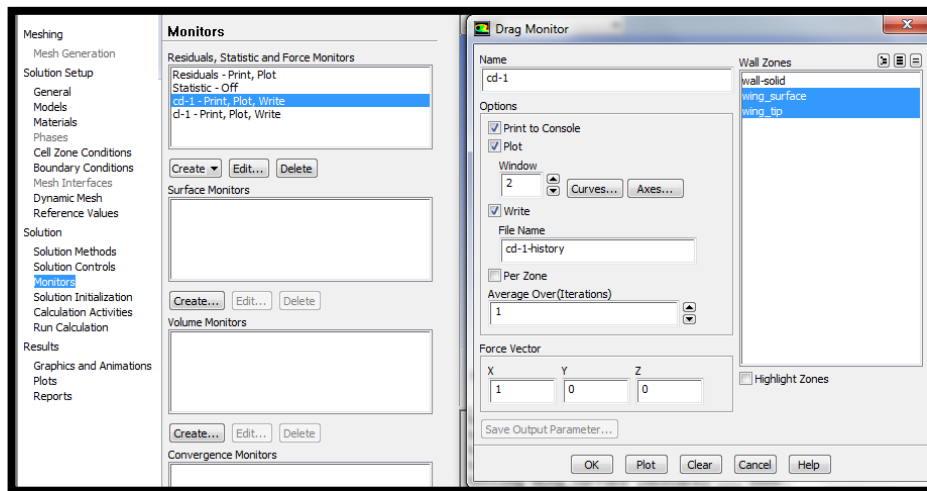 Meshing
Mesh Generation
Solution Setup
General
Models
Materials
Phases
Cell Zone Conditions
Boundary Conditions
Mesh Interfaces
Dynamic Mesh
Reference Values
Solution
Solution Methods
Solution Controls
Monitors
Solution Initialization
Calculation Activities
Run Calculation
Results
Graphics and Animations
Plots
Reports
Monitors
Residuals, Statistic and Force Monitors
Residuals - Print, Plot
Statistic - Off
cd-1 - Print, Plot, Write
cl-1 - Print, Plot, Write
Create Edit... Delete
Surface Monitors
Create... Edit... Delete
Volume Monitors
Create... Edit... Delete
Convergence Monitors
Drag Monitor
Name
cd-1
Options
Print to Console
Plot
Window
2
Curves... Axes...
Write
File Name
cd-1-history
Per Zone
Average Over(Iterations)
1
Force Vector
X Y Z
1 0 0
Save Output Parameter...
Wall Zones
wall-solid
wing_surface
wing_tip
Highlight Zones
OK Plot Clear Cancel Help